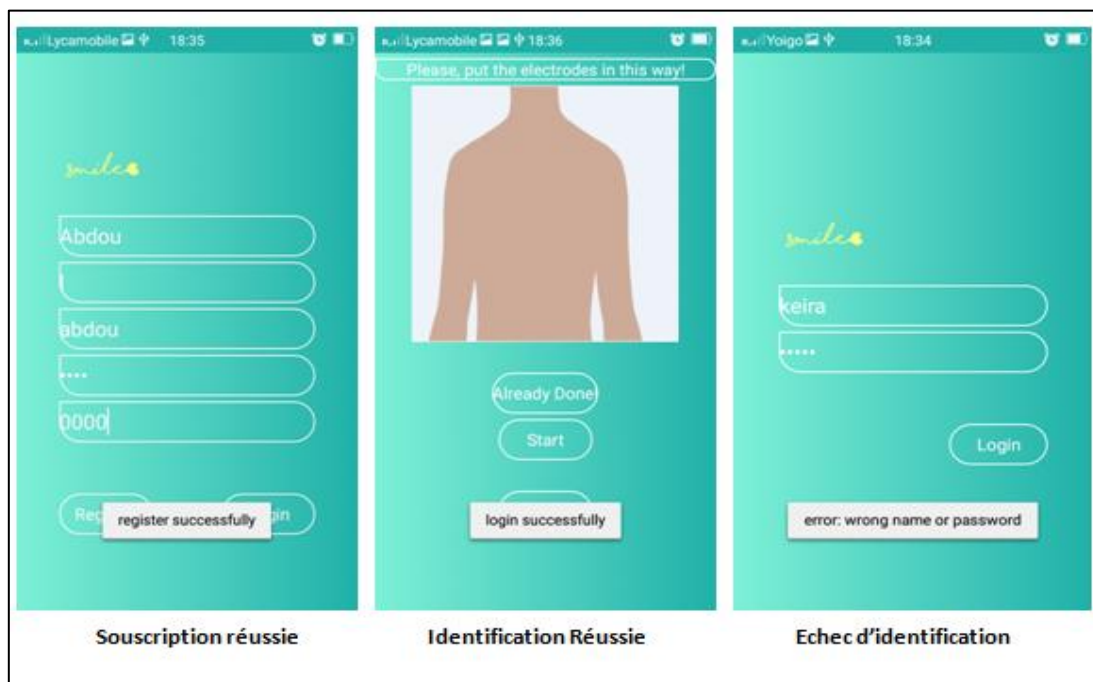 Lycamobile 18:35
smile
Abdou
abdou
••••
0000
register successfully
Lycamobile 18:36
Please, put the electrodes in this way!
Already Done!
Start
login successfully
Yoigo 18:34
smile
keira
•••••
Login
error: wrong name or password
Souscription réussie
Identification Réussie
Echec d'identification